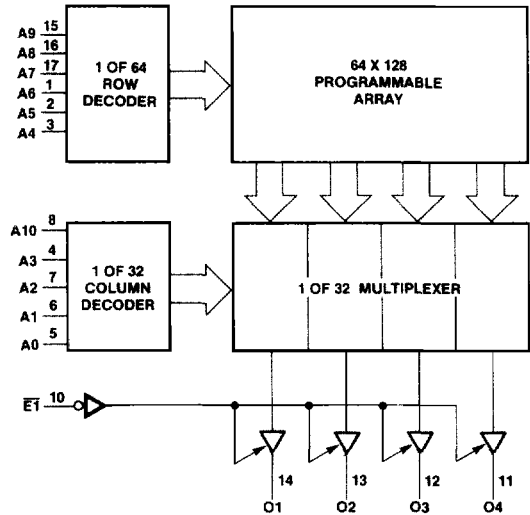 A9 15
A8 16
A7 17
A6 1
A5 2
A4 3
1 OF 64
ROW
DECODER
64 X 128
PROGRAMMABLE
ARRAY
A10 8
A3 4
A2 7
A1 6
A0 5
1 OF 32
COLUMN
DECODER
1 OF 32 MULTIPLEXER
E1 10
14 13 12 11
O1 O2 O3 O4